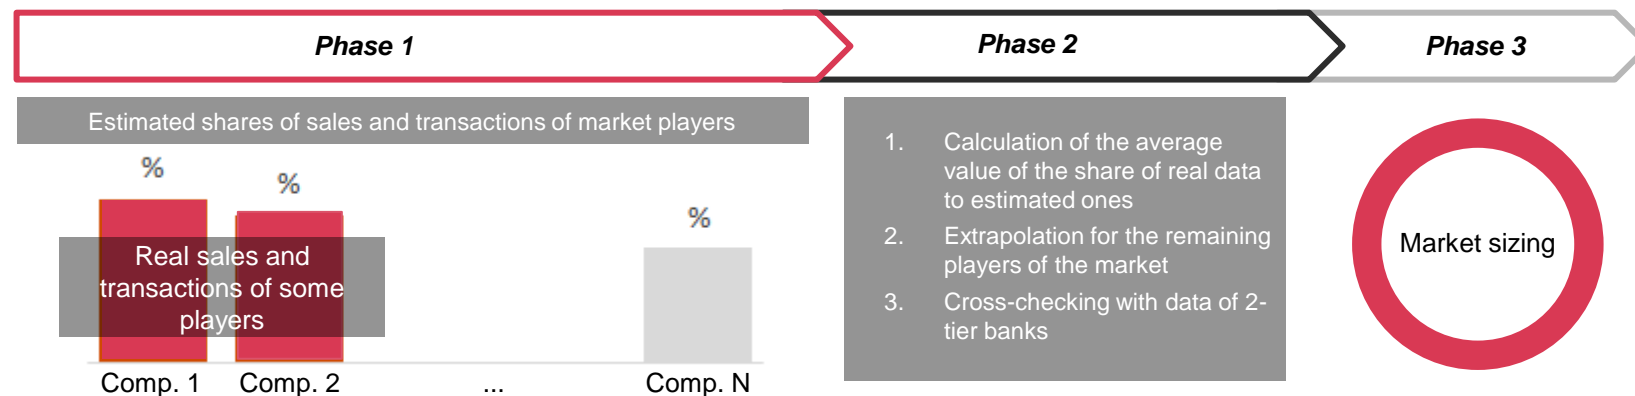 Phase 1
Phase 2
Phase 3
Estimated shares of sales and transactions of market players
%
%
%
Real sales and
transactions of some
players
Comp. 1
Comp. 2
...
Comp. N
1. Calculation of the average
value of the share of real data
to estimated ones
2. Extrapolation for the remaining
players of the market
3. Cross-checking with data of 2-
tier banks
Market sizing